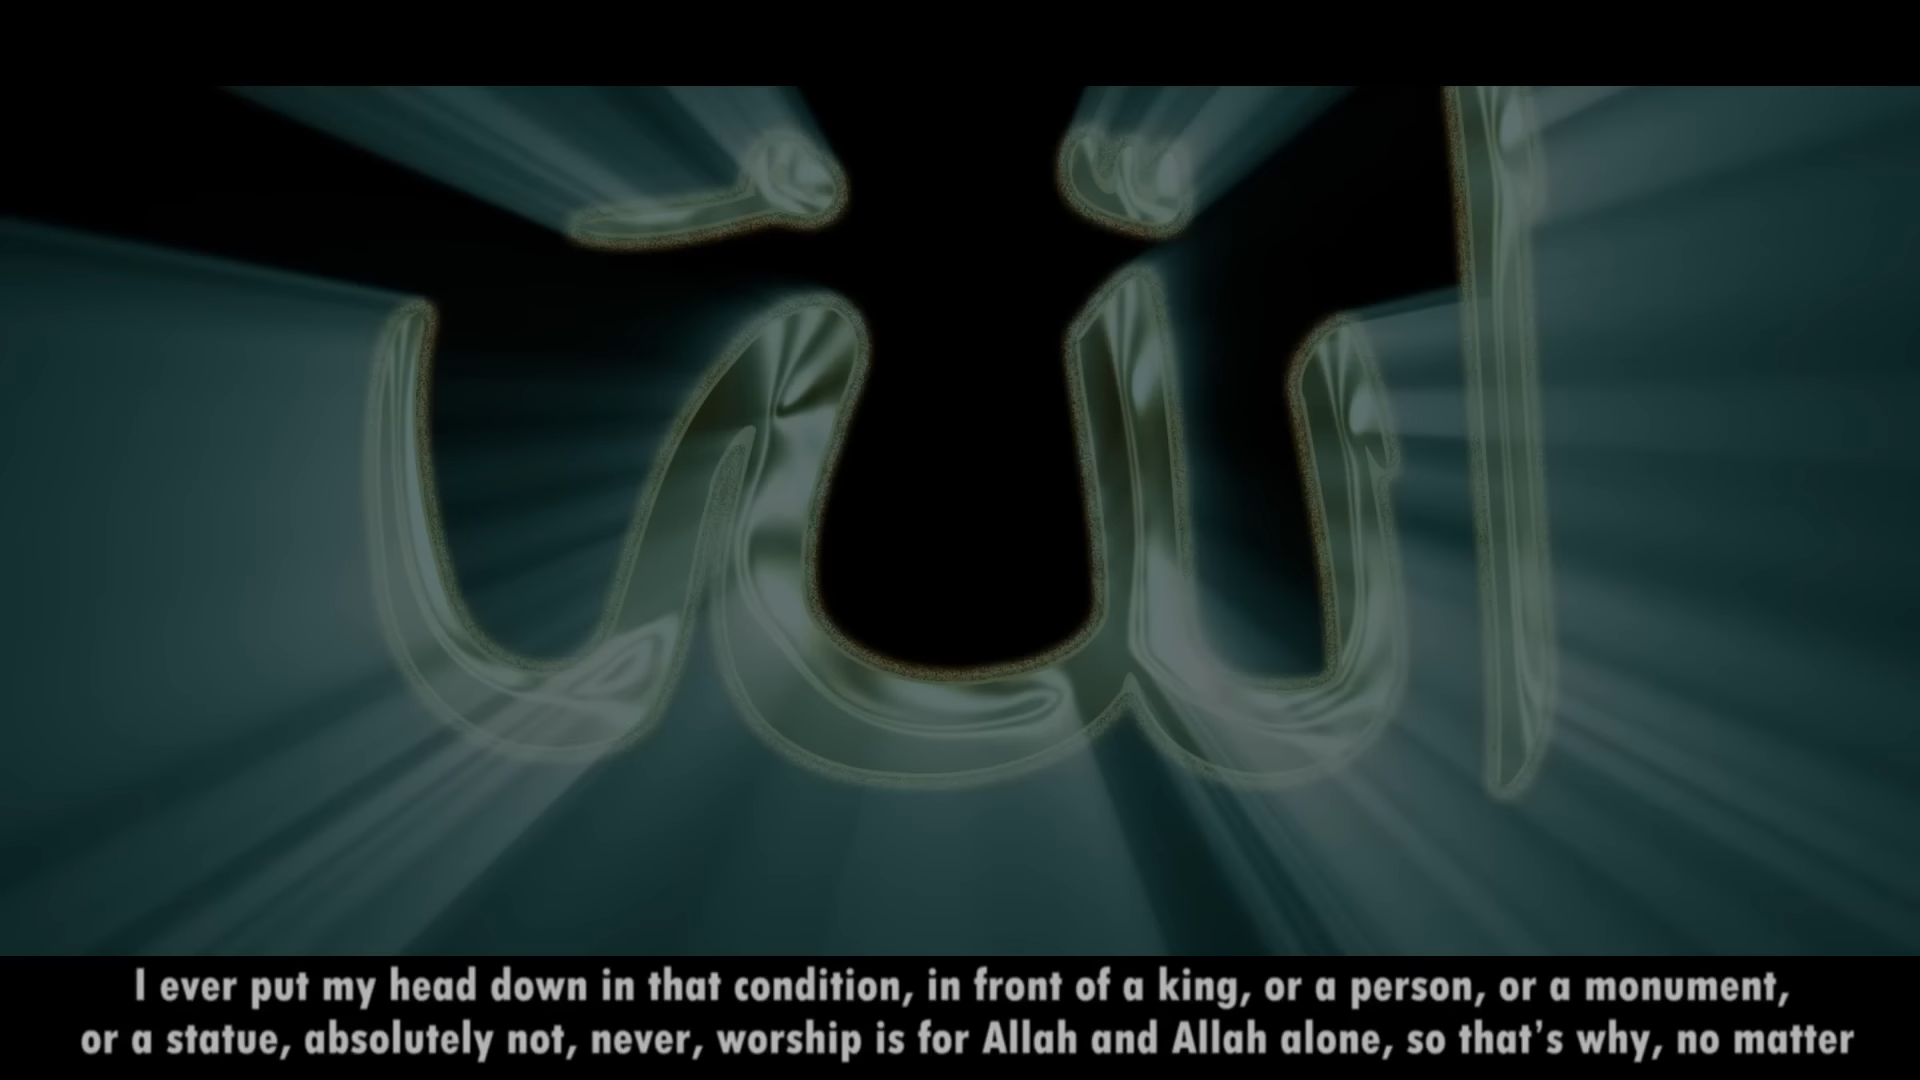 I ever put my head down in that condition, in front of a king, or a person, or a monument,
or a statue, absolutely not, never, worship is for Allah and Allah alone, so that's why, no matter